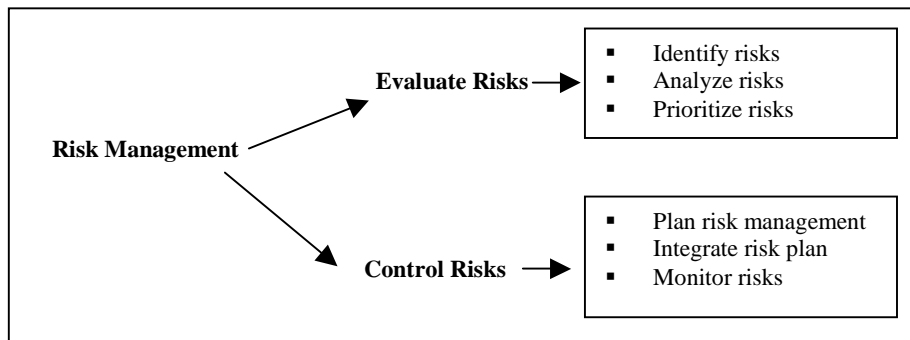 Risk Management
Evaluate Risks
▪ Identify risks
▪ Analyze risks
▪ Prioritize risks
Control Risks
▪ Plan risk management
▪ Integrate risk plan
▪ Monitor risks